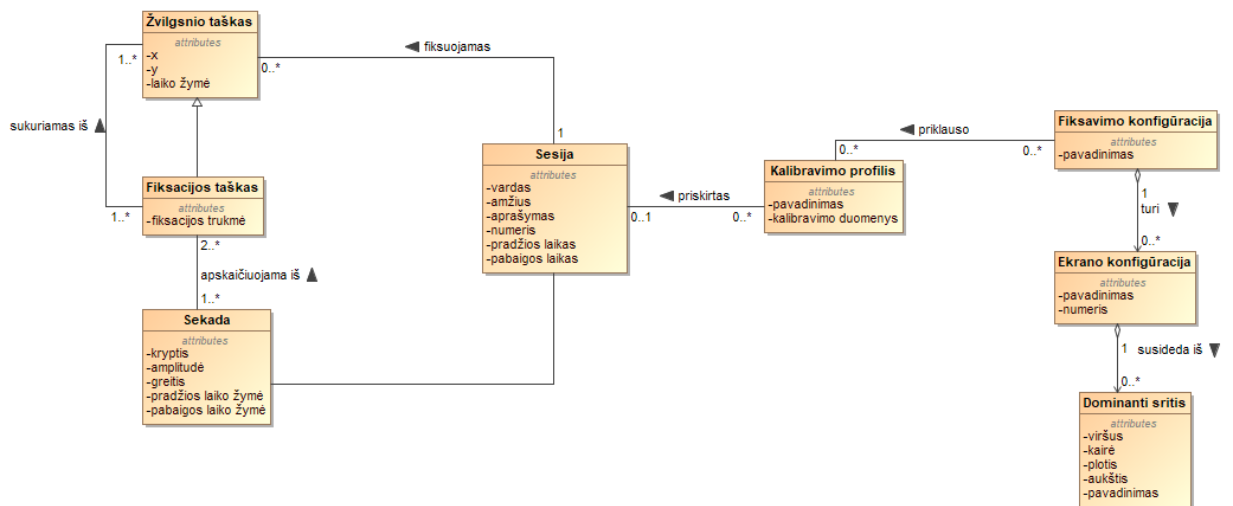 Žvilgsnio taškas
attributes
-x
-y
-laiko žymė
1..*
0..*
fiksuojamas
sukuriamas iš
1
Fiksacijos taškas
attributes
-fiksacijos trukmė
1..*
2..*
apskaičiuojama iš
1..*
Sekada
attributes
-kryptis
-amplitudė
-greitis
-pradžios laiko žymė
-pabaigos laiko žymė
Sesija
attributes
-vardas
-amžius
-aprašymas
-numeris
-pradžios laikas
-pabaigos laikas
priskirtas
0..1
0..*
Kalibravimo profilis
attributes
-pavadinimas
-kalibravimo duomenys
priklauso
0..*
0..*
Fiksavimo konfigūracija
attributes
-pavadinimas
1
turi
0..*
Ekrano konfigūracija
attributes
-pavadinimas
-numeris
1
susideda iš
0..*
Dominanti sritis
attributes
-viršus
-kairė
-plotis
-aukštis
-pavadinimas